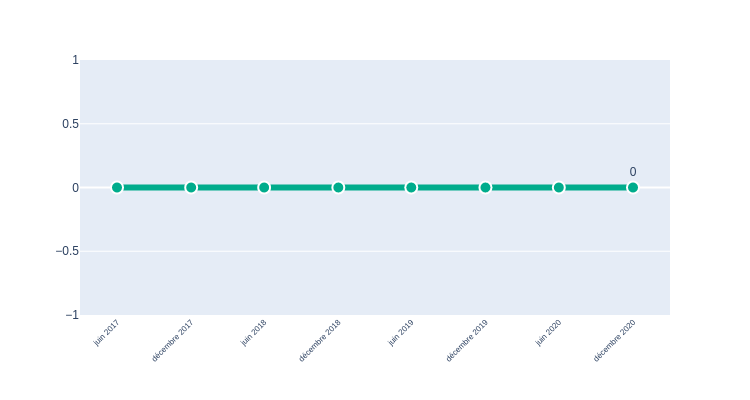 1
0.5
0
−0.5
−1
0
juin 2017
décembre 2017
juin 2018
décembre 2018
juin 2019
décembre 2019
juin 2020
décembre 2020